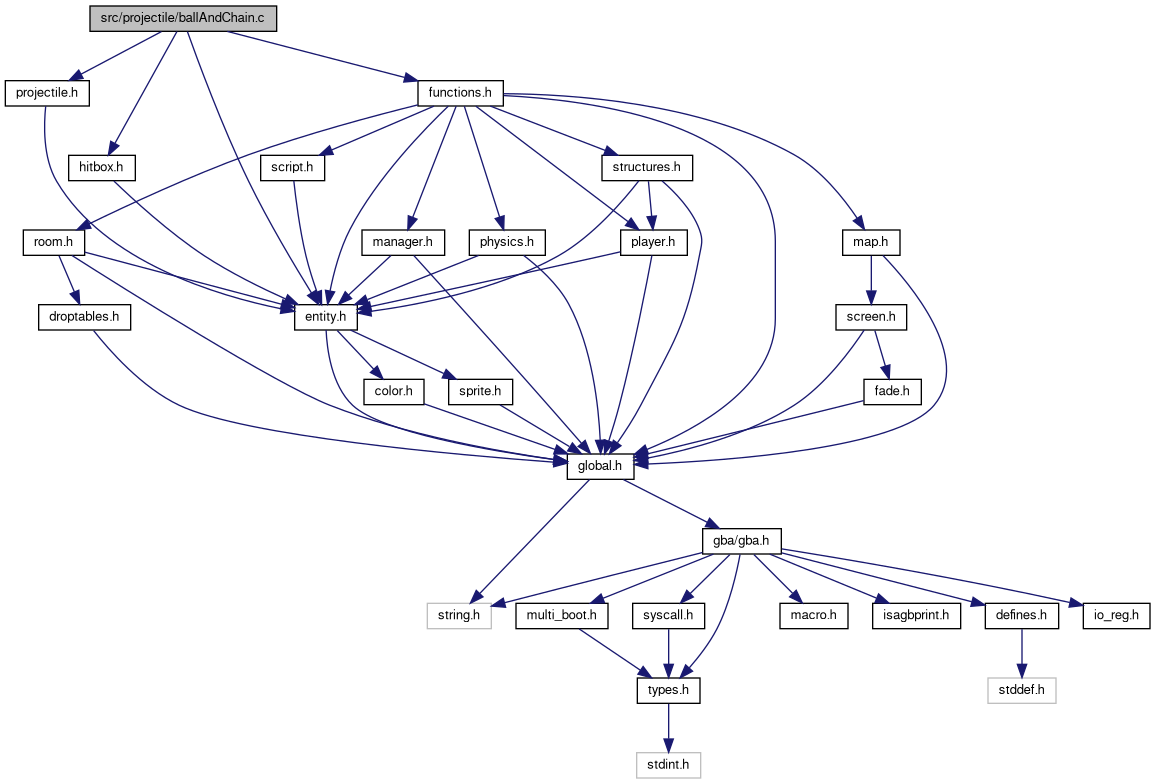 src/projectile/ballAndChain.c
projectile.h
functions.h
hitbox.h
script.h
structures.h
room.h
manager.h
physics.h
player.h
map.h
droptables.h
entity.h
screen.h
color.h
sprite.h
fade.h
global.h
gba/gba.h
string.h
multi_boot.h
syscall.h
macro.h
isagbprint.h
defines.h
io_reg.h
types.h
stddef.h
stdint.h